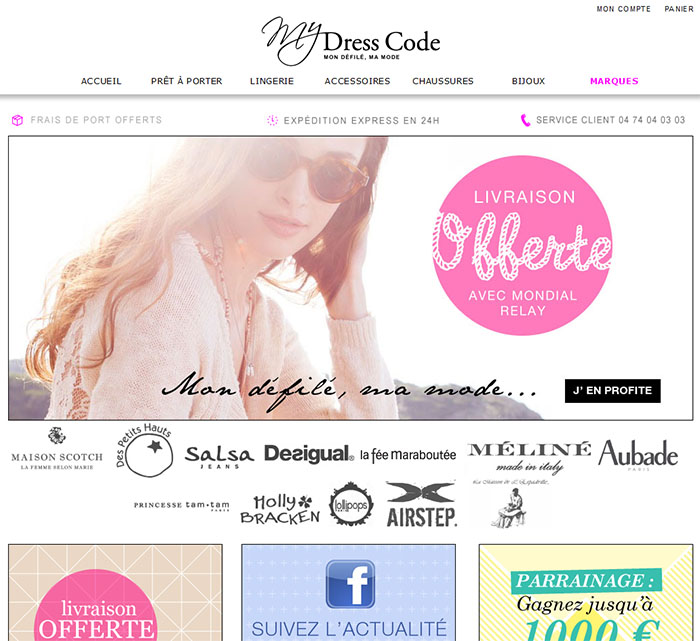 MON COMPTE PANIER
My Dress Code
MON DÉFILÉ, MA MODE
ACCUEIL PRÊT À PORTER LINGERIE ACCESSOIRES CHAUSSURES BIJOUX MARQUES
FRAIS DE PORT OFFERTS EXPÉDITION EXPRESS EN 24H SERVICE CLIENT 04 74 04 03 03
LIVRAISON
Offerte
AVEC MONDIAL
RELAY
Mon défilé, ma mode...
J' EN PROFITE
MAISON SCOTCH
LA FEMME SELON MARIE
Des Petits Hauts
Salsa
JEANS
Desigual®
la fée maraboutée
MÉLINÉ
made in italy
Aubade
PARIS
PRINCESSE tam·tam
HOLLY
BRACKEN
lollipops
PARIS
AIRSTEP.
La Maison de l'Espadrille
livraison
OFFERTE
f
SUIVEZ L'ACTUALITÉ
PARRAINAGE :
Gagnez jusqu'à
1000 €